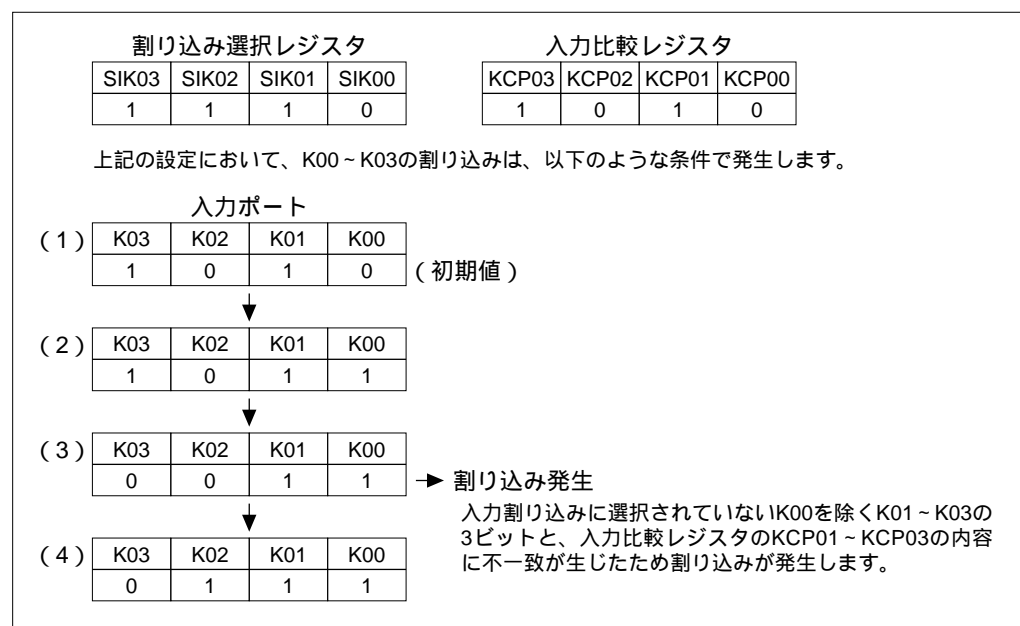 割り込み選択レジスタ
SIK03 SIK02 SIK01 SIK00
1 1 1 0
入力比較レジスタ
KCP03 KCP02 KCP01 KCP00
1 0 1 0
上記の設定において、K00~K03の割り込みは、以下のような条件で発生します。
入力ポート
(1) K03 K02 K01 K00
1 0 1 0 (初期値)
(2) K03 K02 K01 K00
1 0 1 1
(3) K03 K02 K01 K00
0 0 1 1 割り込み発生
入力割り込みに選択されていないK00を除くK01~K03の
3ビットと、入力比較レジスタのKCP01~KCP03の内容
に不一致が生じたため割り込みが発生します。
(4) K03 K02 K01 K00
0 1 1 1